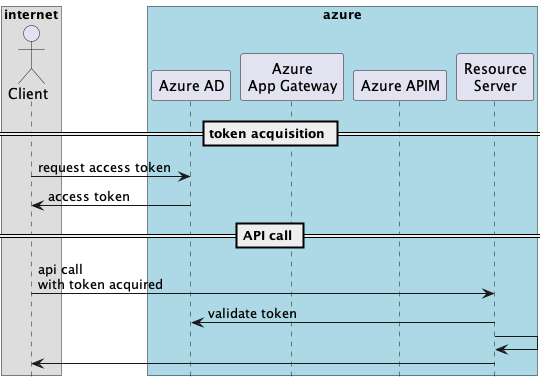 internet
azure
Client
Azure AD
Azure
App Gateway
Azure APIM
Resource
Server
token acquisition
request access token
access token
API call
api call
with token acquired
validate token